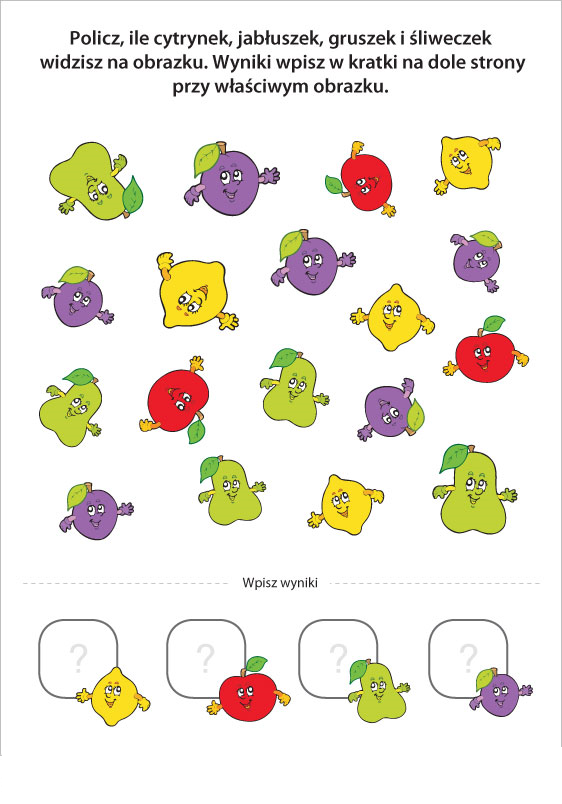 Policz, ile cytrynek, jabłuszek, gruszek i śliweczek
widzisz na obrazku. Wyniki wpisz w kratki na dole strony
przy właściwym obrazku.
Wpisz wyniki
? ? ? ?